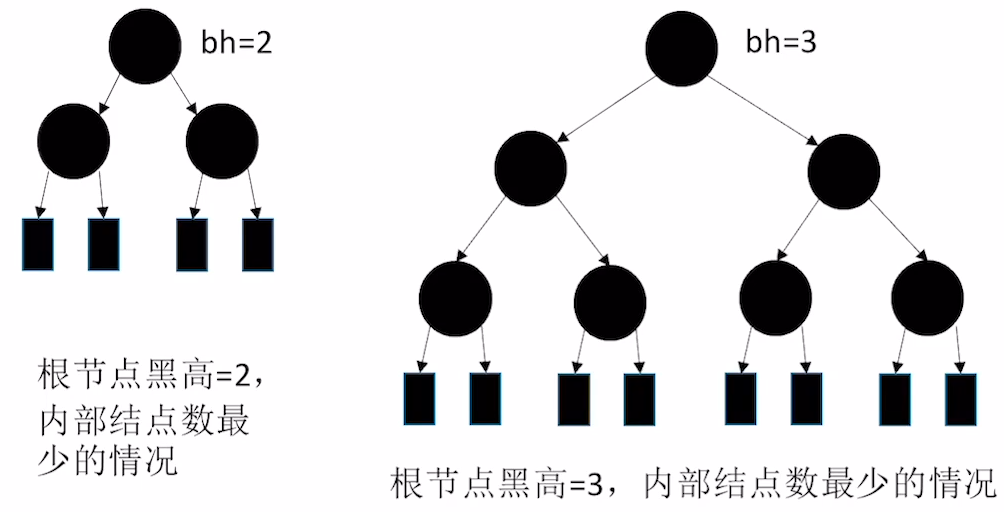 bh=2
bh=3
根节点黑高=2，
内部结点数最
少的情况
根节点黑高=3，内部结点数最少的情况